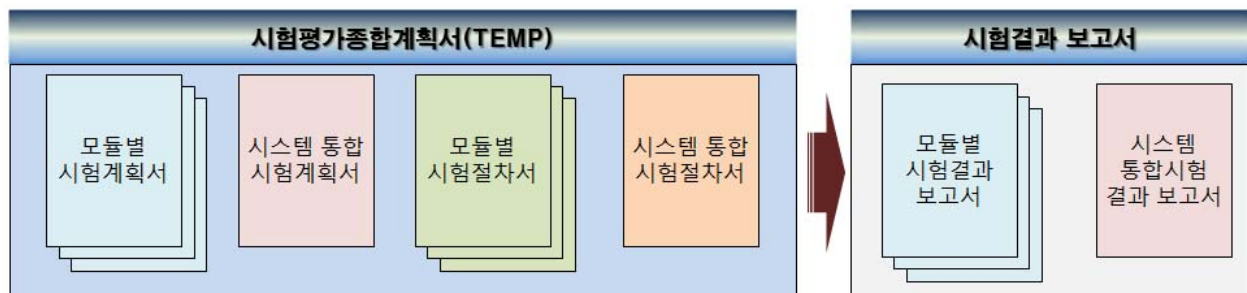 시험평가종합계획서(TEMP)
시험결과 보고서
모듈별
시험계획서
시스템 통합
시험계획서
모듈별
시험절차서
시스템 통합
시험절차서
모듈별
시험결과
보고서
시스템
통합시험
결과 보고서